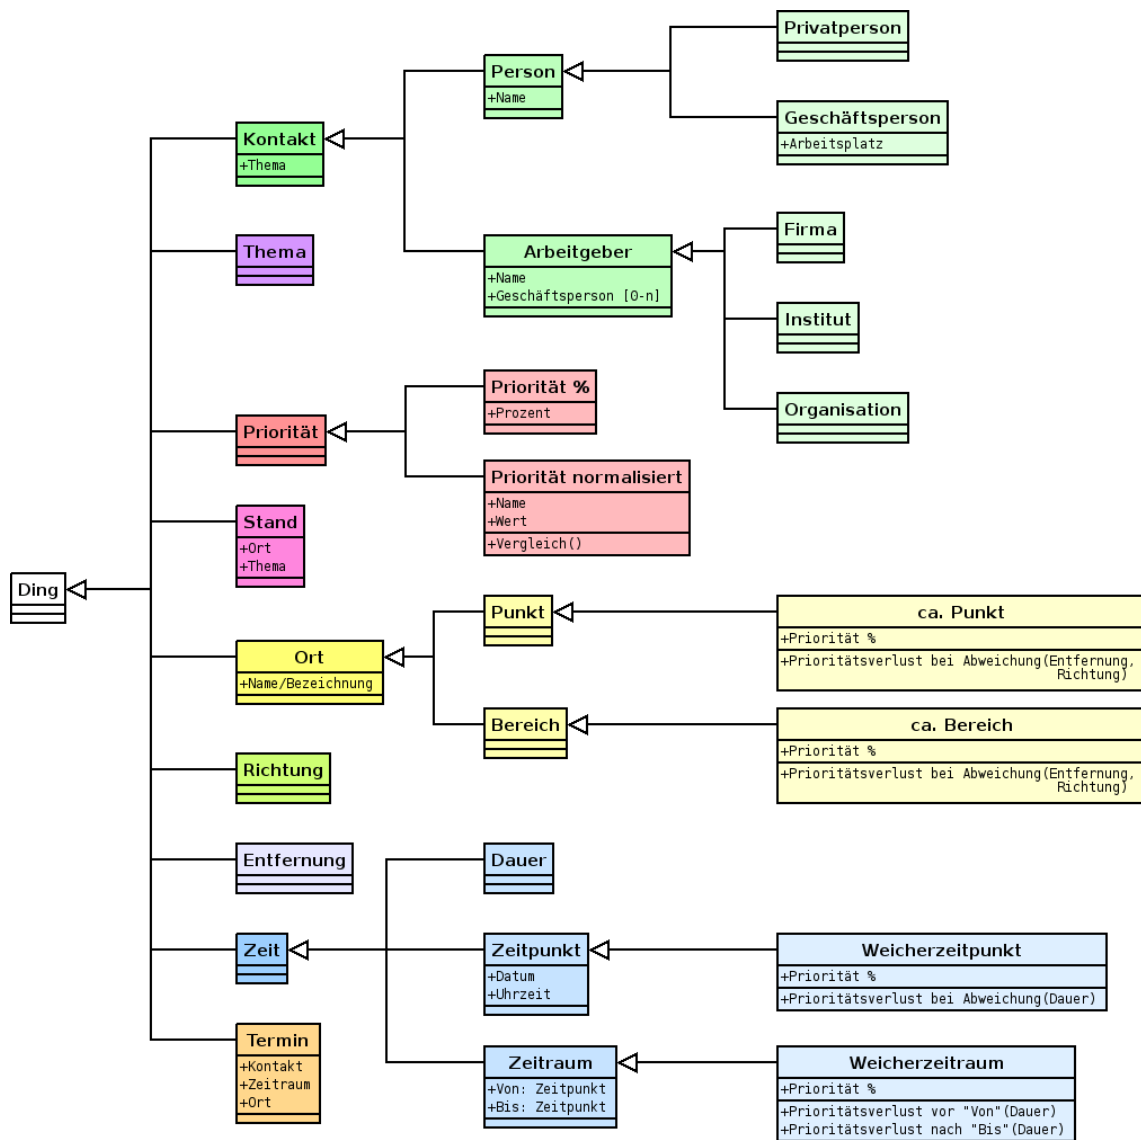 Privatperson
Person
+Name
Geschäftsperson
+Arbeitsplatz
Kontakt
+Thema
Firma
Thema
Arbeitgeber
+Name
+Geschäftsperson [0-n]
Institut
Priorität %
+Prozent
Organisation
Priorität
Priorität normalisiert
+Name
+Wert
+Vergleich()
Stand
+Ort
+Thema
Ding
Punkt
ca. Punkt
+Priorität %
+Prioritätsverlust bei Abweichung(Entfernung,
Richtung)
Ort
+Name/Bezeichnung
Bereich
ca. Bereich
+Priorität %
+Prioritätsverlust bei Abweichung(Entfernung,
Richtung)
Richtung
Entfernung
Dauer
Zeit
Zeitpunkt
+Datum
+Uhrzeit
Weicherzeitpunkt
+Priorität %
+Prioritätsverlust bei Abweichung(Dauer)
Termin
+Kontakt
+Zeitraum
+Ort
Zeitraum
+Von: Zeitpunkt
+Bis: Zeitpunkt
Weicherzeitraum
+Priorität %
+Prioritätsverlust vor "Von"(Dauer)
+Prioritätsverlust nach "Bis"(Dauer)